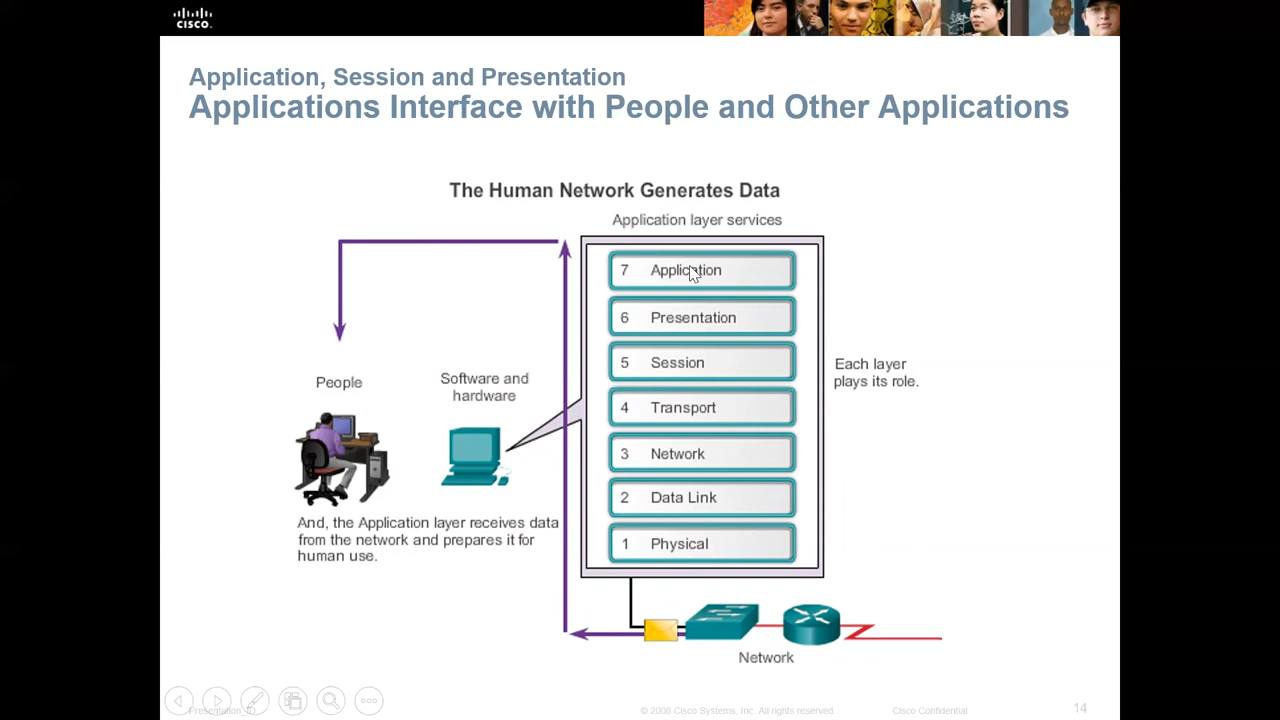 CISCO.
Application, Session and Presentation
Applications Interface with People and Other Applications
The Human Network Generates Data
Application layer services
7 Application
6 Presentation
5 Session
4 Transport
3 Network
2 Data Link
1 Physical
Each layer
plays its role.
People
Software and
hardware
And, the Application layer receives data
from the network and prepares it for
human use.
Network
Presentation_ID
© 2008 Cisco Systems, Inc. All rights reserved.
Cisco Confidential
14